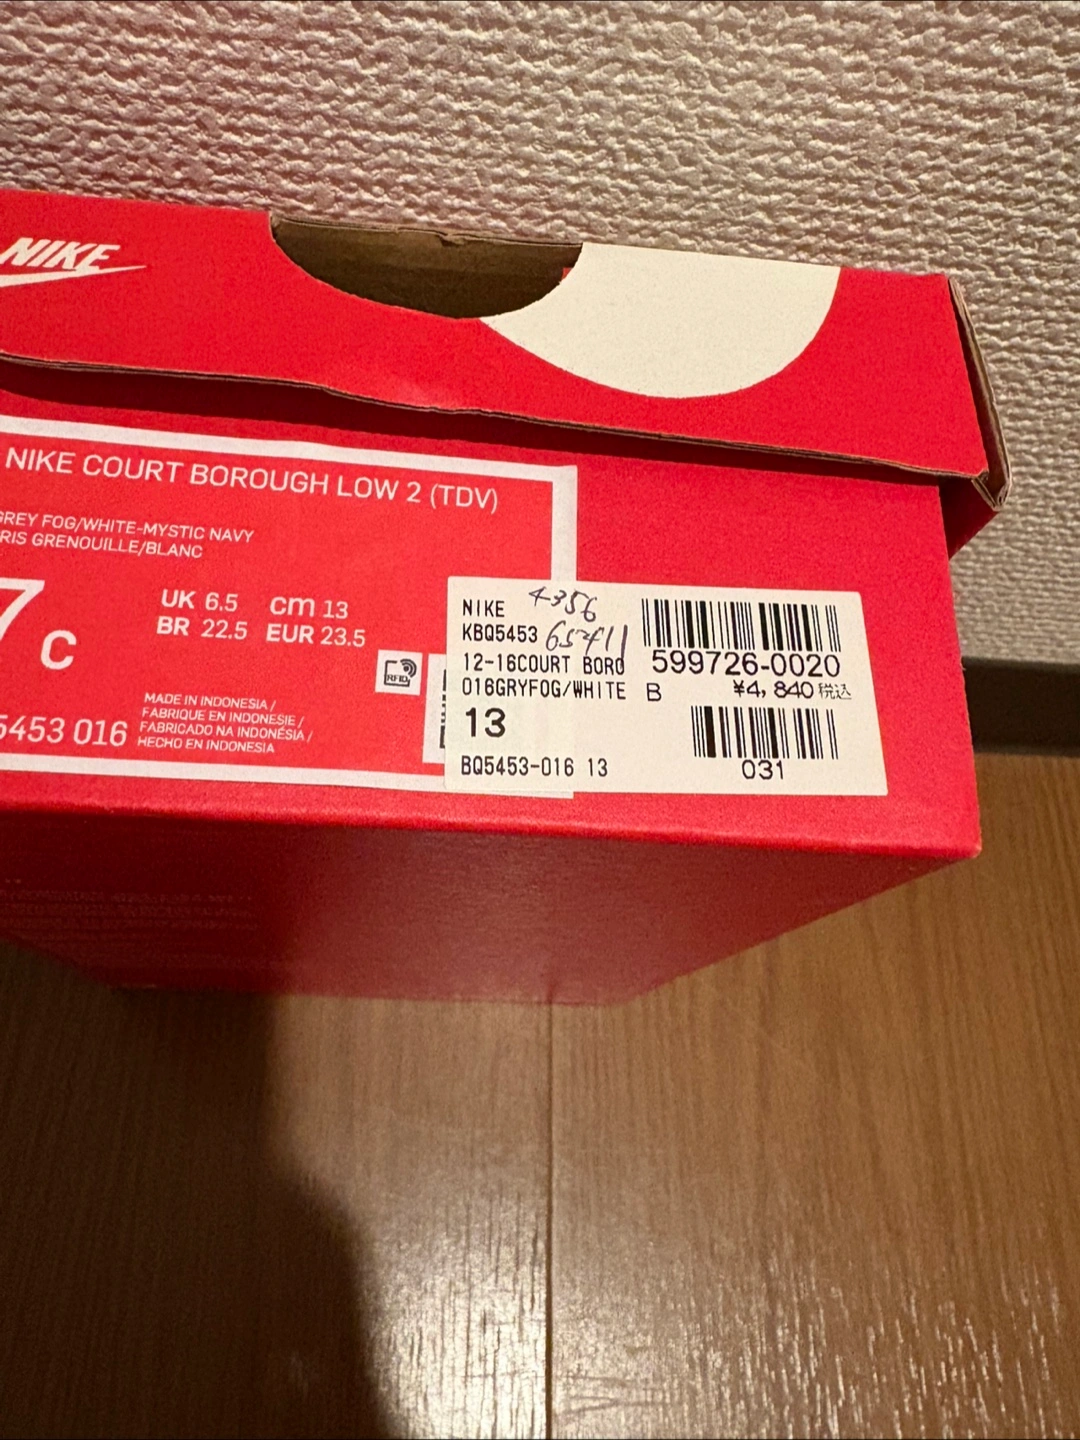 NIKE
NIKE COURT BOROUGH LOW 2 (TDV)
GREY FOG/WHITE-MYSTIC NAVY
RIS GRENOUILLE/BLANC
7 C
UK 6.5 cm 13
BR 22.5 EUR 23.5
RFID
MADE IN INDONESIA /
FABRIQUE EN INDONESIE /
FABRICADO NA INDONÉSIA /
HECHO EN INDONESIA
5453 016
NIKE 4356
KBQ5453
12-16COURT BORO
016GRYFOG/WHITE B
13
BQ5453-016 13
599726-0020
¥4,840税込
031